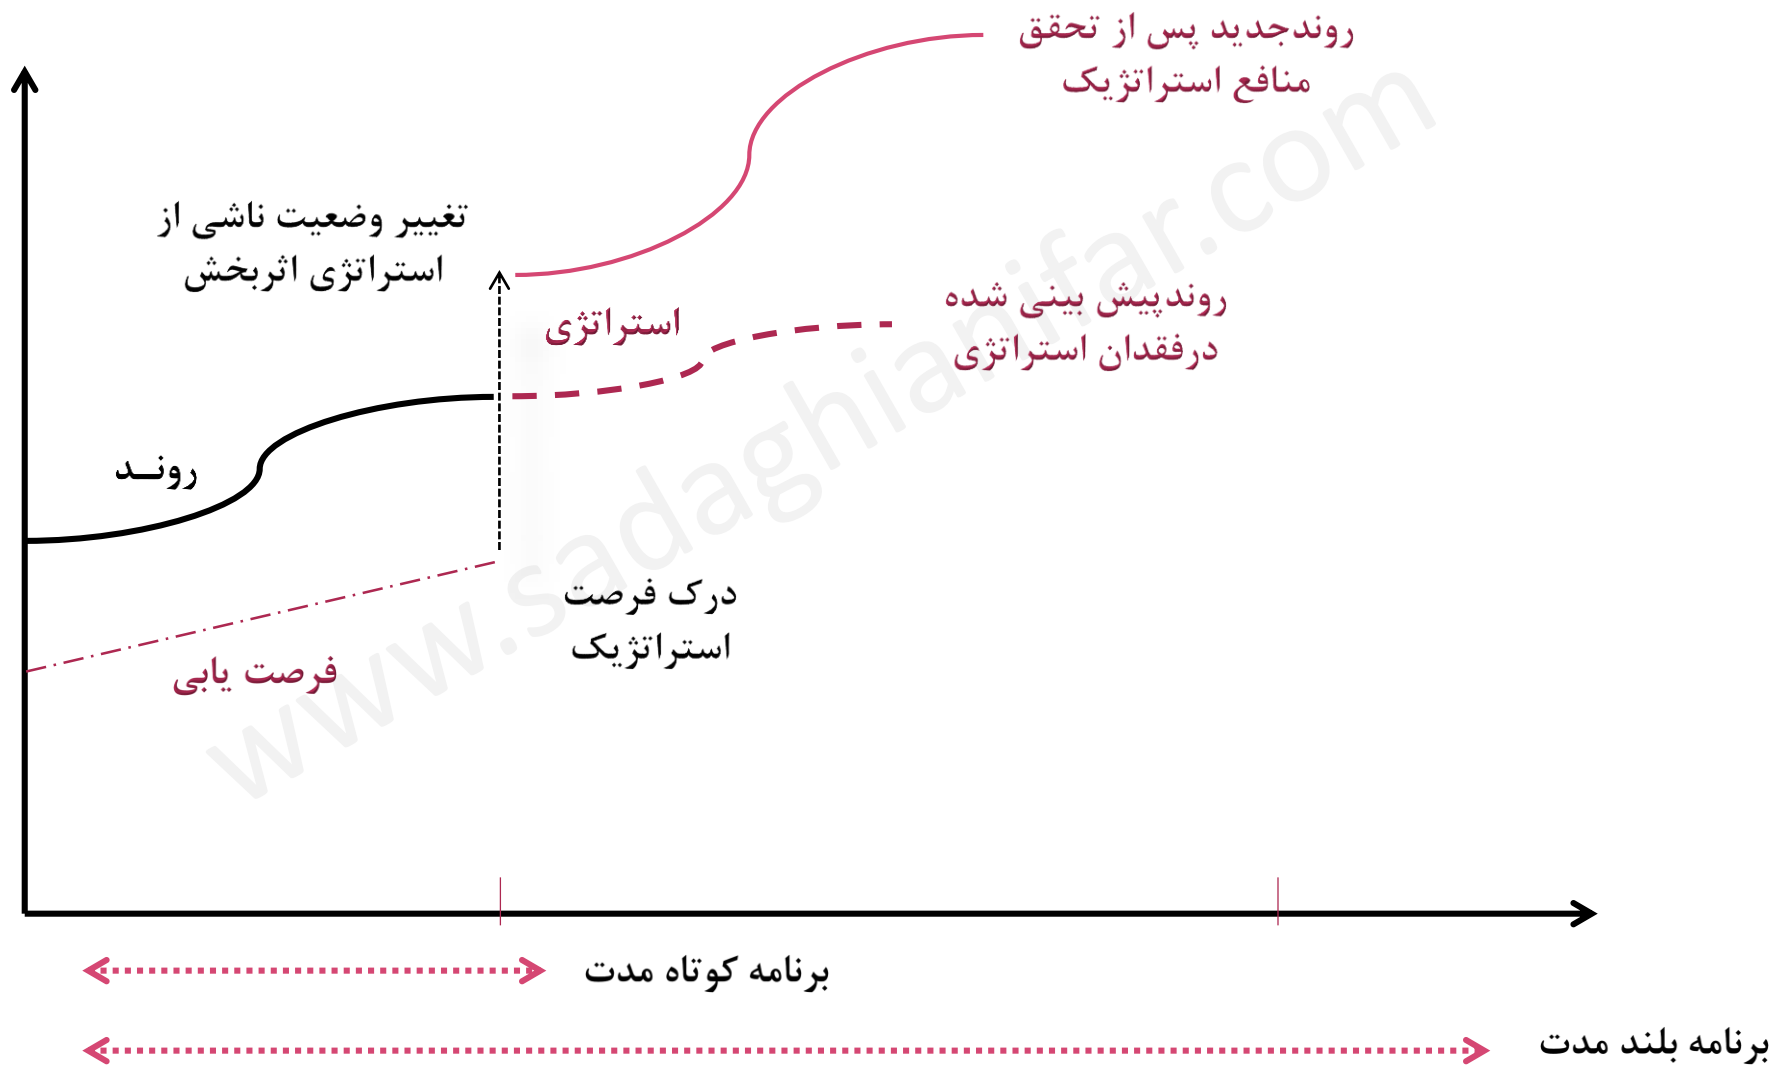 روندجدید پس از تحقق
منافع استراتژیک
تغییر وضعیت ناشی از
استراتژی اثربخش
استراتژی
روندپیش بینی شده
درفقدان استراتژی
رونـد
درک فرصت
استراتژیک
فرصت یابی
برنامه کوتاه مدت
برنامه بلند مدت
www.sadaghianifar.com